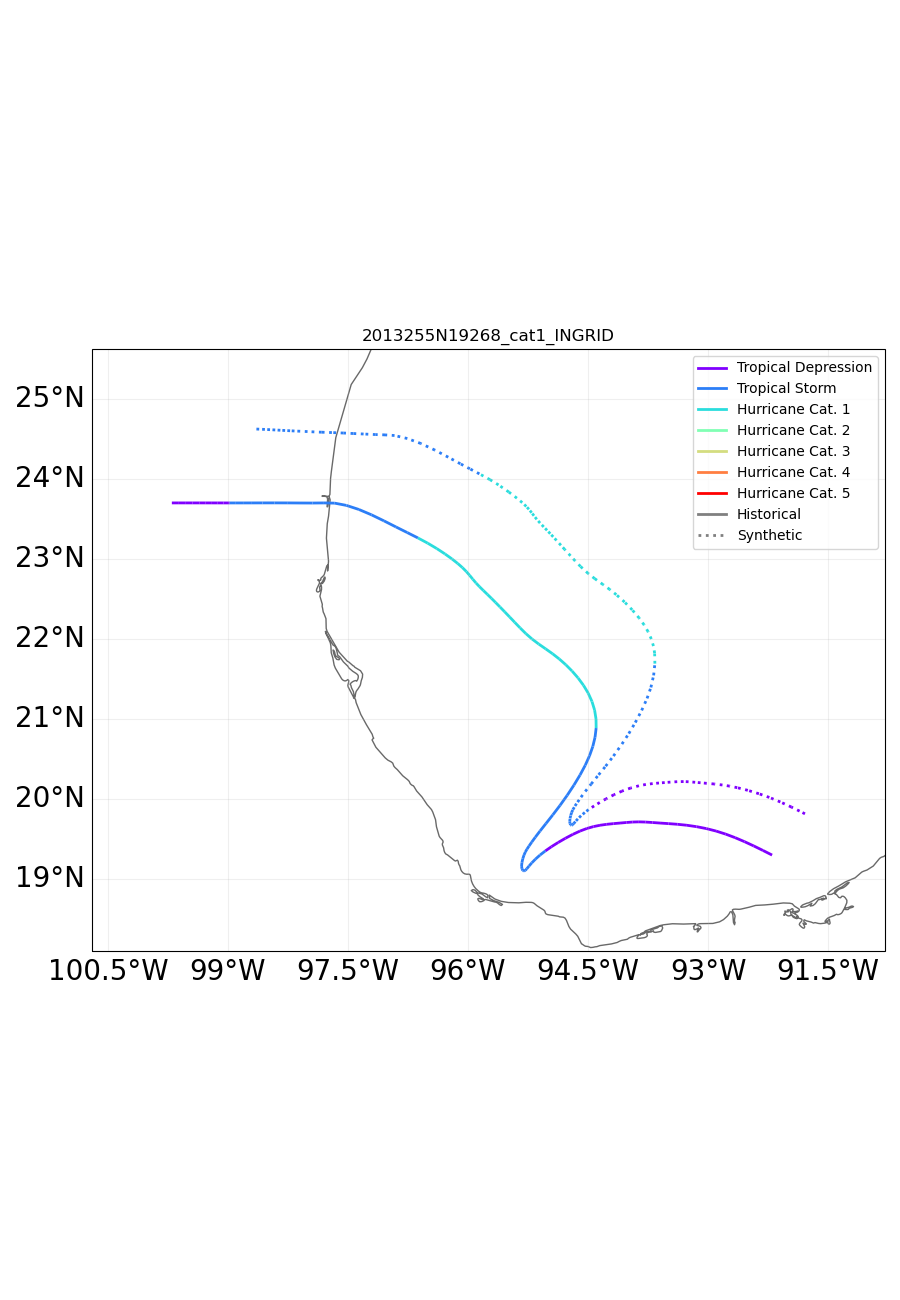 2013255N19268_cat1_INGRID
Tropical Depression
Tropical Storm
Hurricane Cat. 1
Hurricane Cat. 2
Hurricane Cat. 3
Hurricane Cat. 4
Hurricane Cat. 5
Historical
Synthetic
25°N
24°N
23°N
22°N
21°N
20°N
19°N
100.5°W 99°W 97.5°W 96°W 94.5°W 93°W 91.5°W